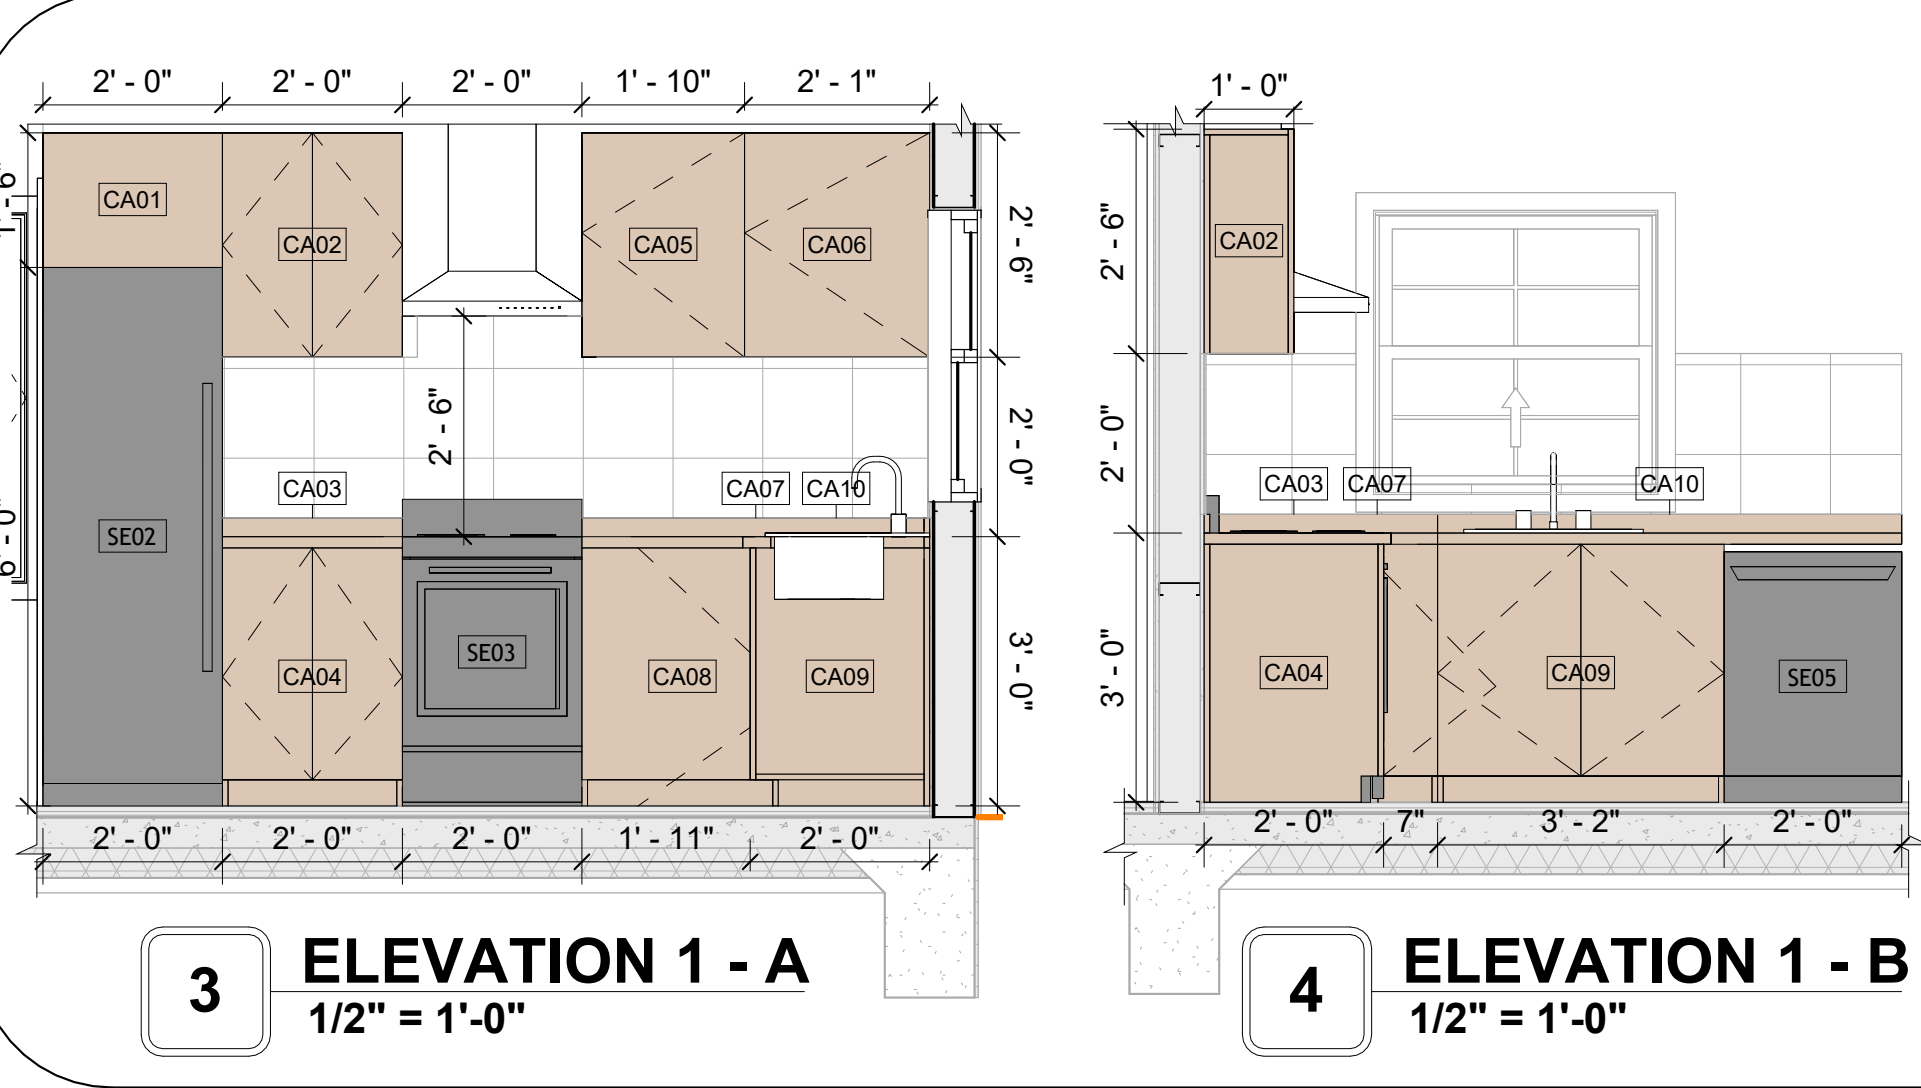 2' - 0" 2' - 0" 2' - 0" 1' - 10" 2' - 1"
1' - 6"
CA01
CA02
CA05
CA06
2' - 6"
2' - 6"
2' - 0"
CA03
CA07
CA10
SE02
6' - 0"
SE03
CA04
CA08
CA09
3' - 0"
2' - 0" 2' - 0" 2' - 0" 1' - 11" 2' - 0"
3
ELEVATION 1 - A
1/2" = 1'-0"
1' - 0"
2' - 6"
CA02
2' - 0"
CA03
CA07
CA10
3' - 0"
CA04
CA09
SE05
2' - 0" 7" 3' - 2" 2' - 0"
4
ELEVATION 1 - B
1/2" = 1'-0"